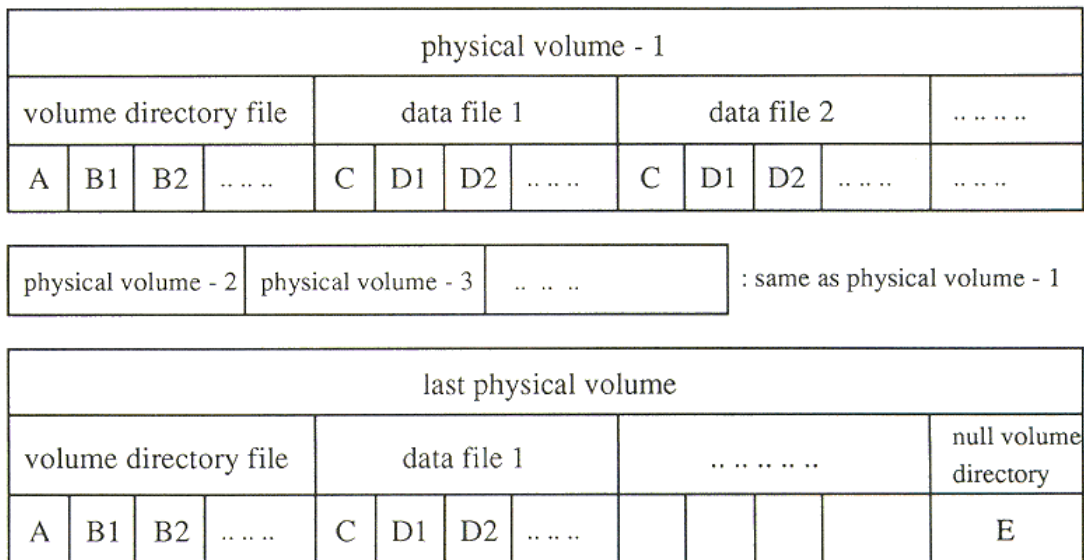 physical volume - 1
volume directory file data file 1 data file 2 .. .. .. ..
A B1 B2 .. .. .. C D1 D2 .. .. .. C D1 D2 .. .. .. .. .. ..
physical volume - 2 physical volume - 3 .. .. .. : same as physical volume - 1
last physical volume
volume directory file data file 1 .. .. .. .. .. null volume directory
A B1 B2 .. .. .. C D1 D2 .. .. .. E